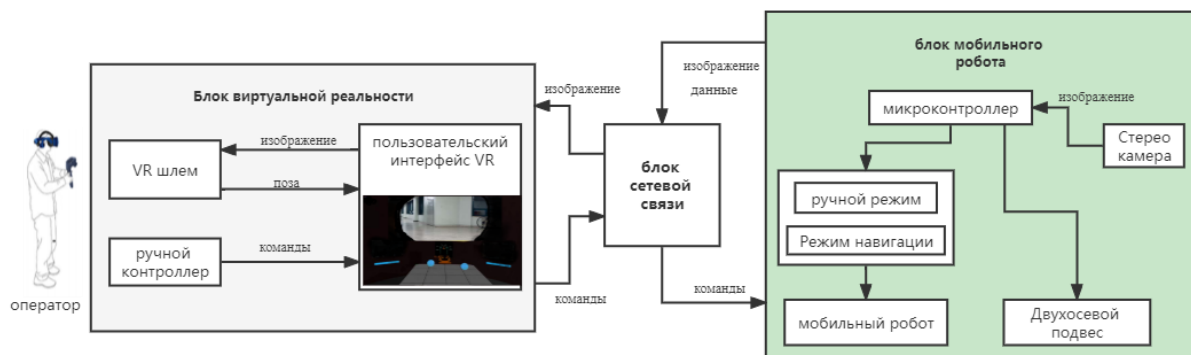 оператор
Блок виртуальной реальности
VR шлем
изображение
поза
ручной
контроллер
команды
пользовательский
интерфейс VR
изображение
команды
блок
сетевой
связи
изображение
данные
команды
блок мобильного
робота
микроконтроллер
изображение
Стерео
камера
ручной режим
Режим навигации
мобильный робот
Двухосевой
подвес